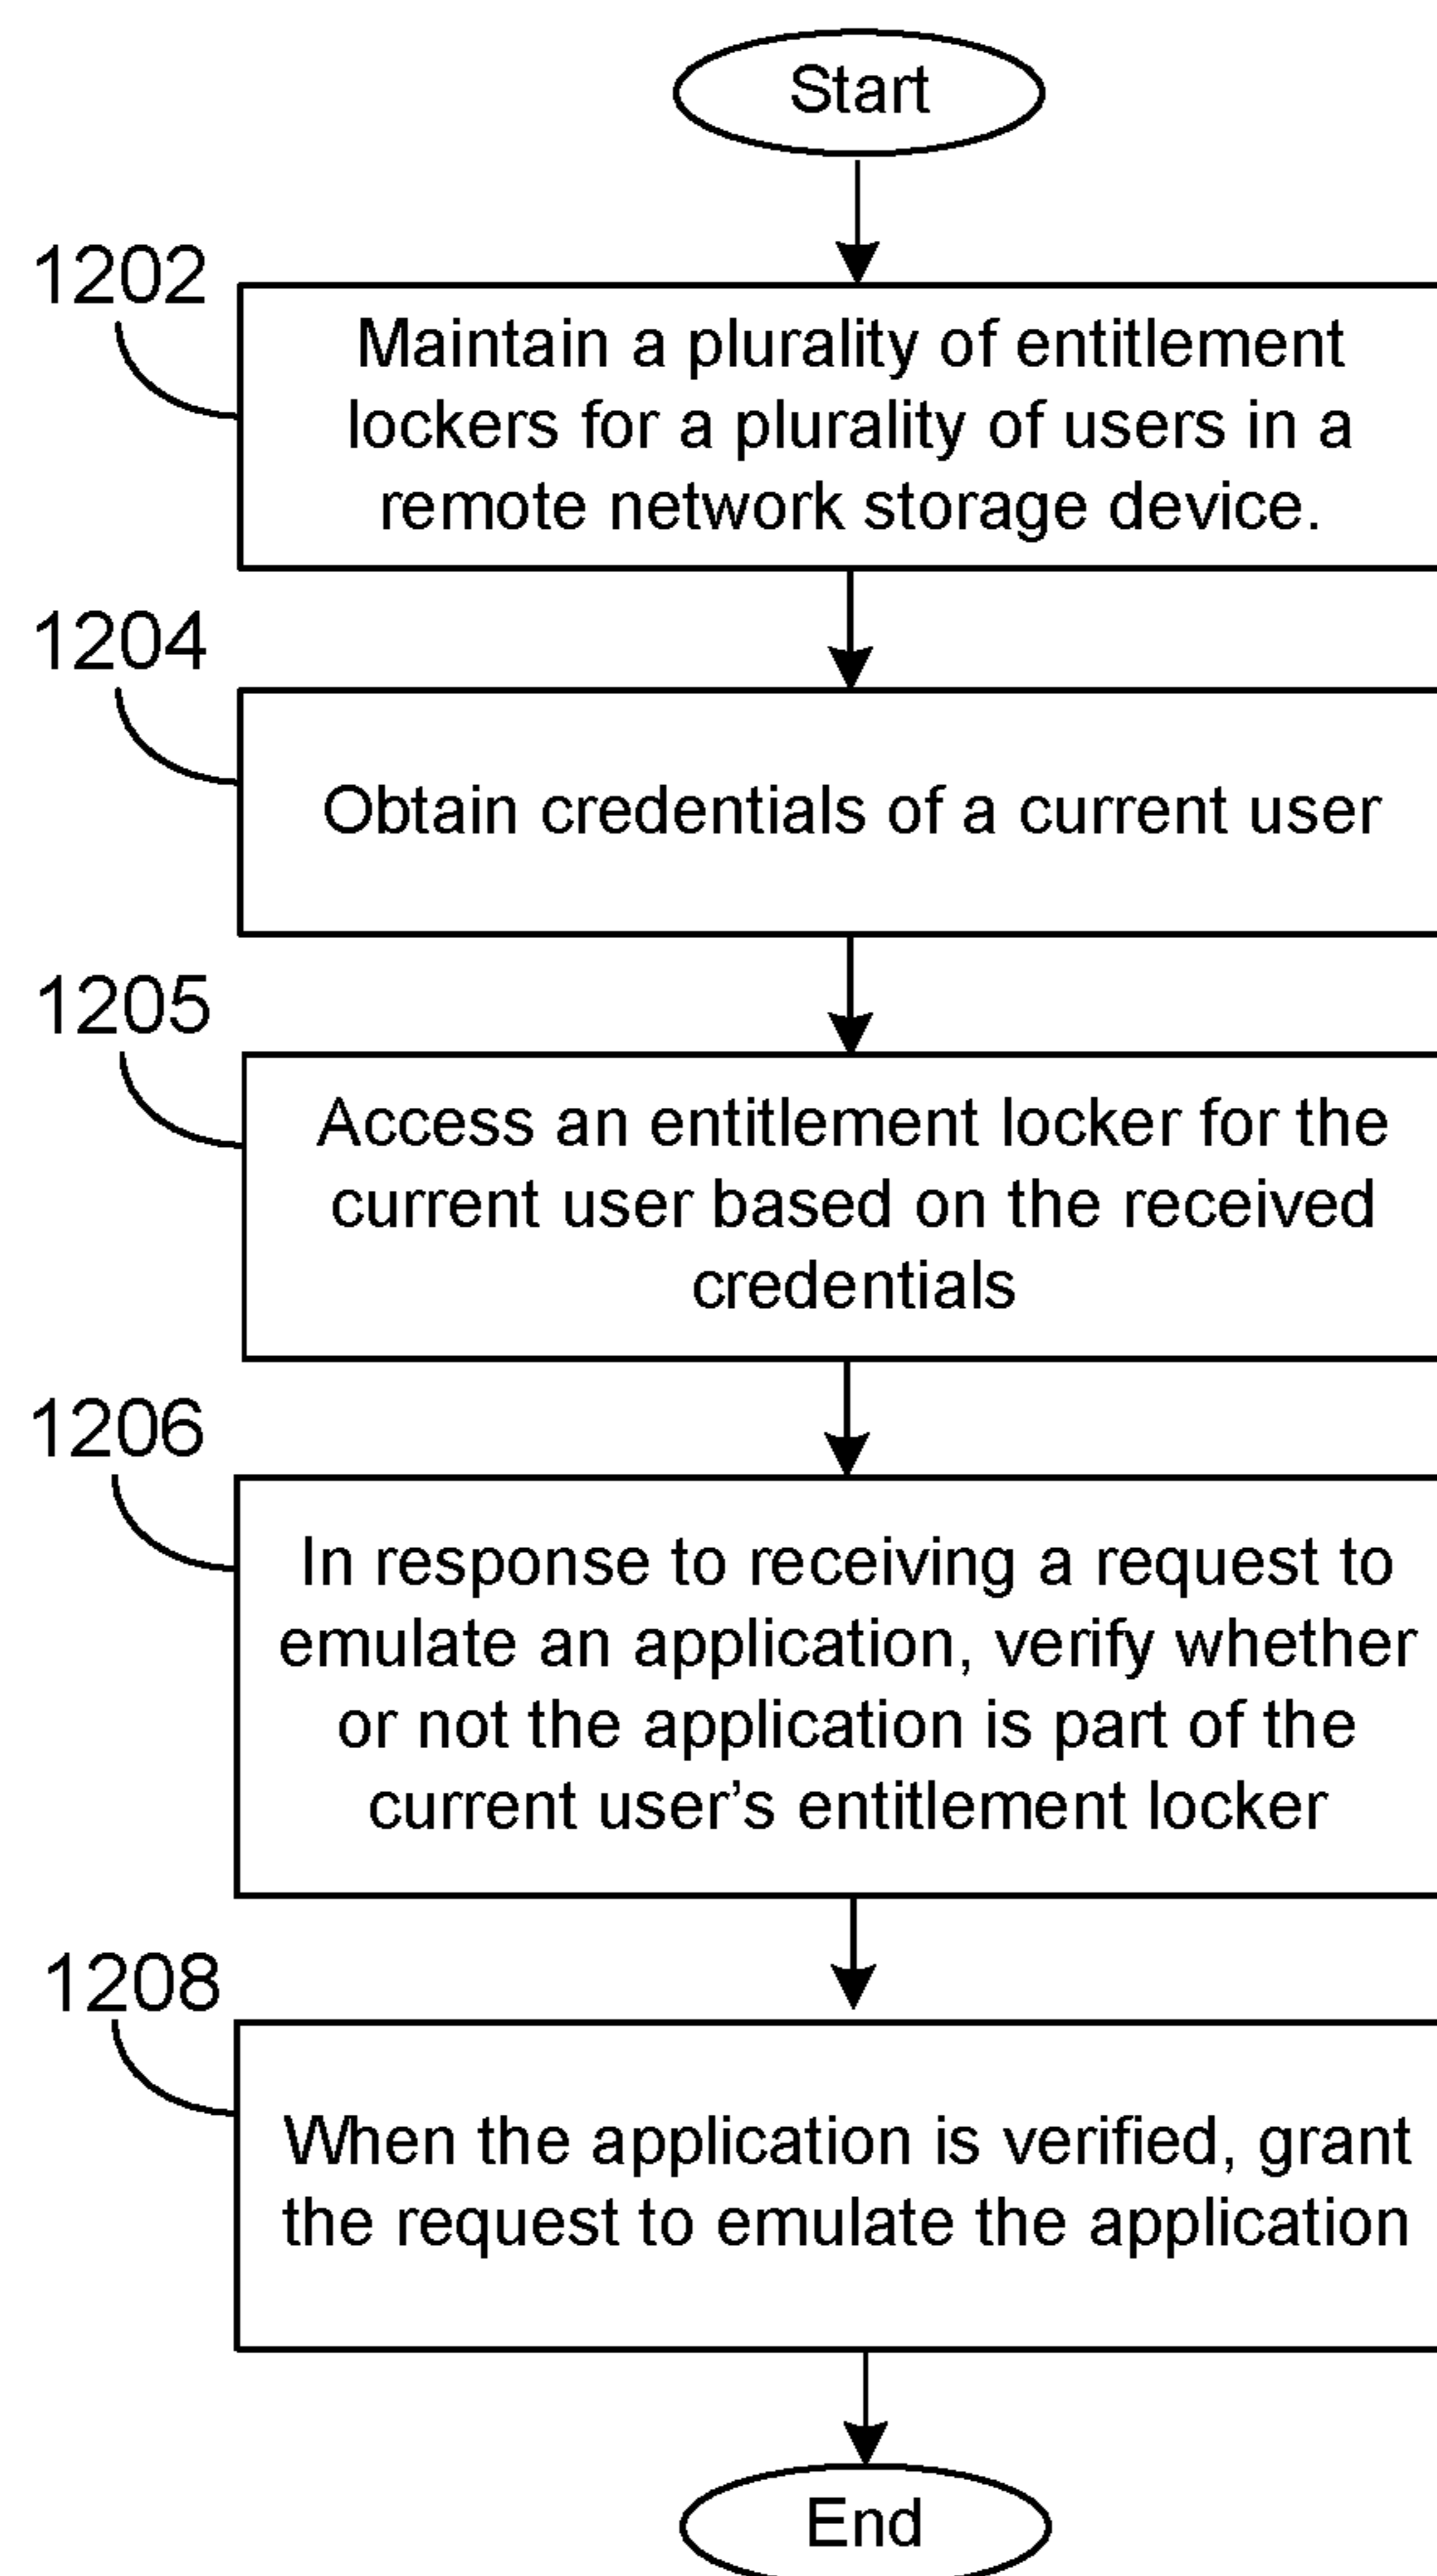 Start
1202
Maintain a plurality of entitlement
lockers for a plurality of users in a
remote network storage device.
1204
Obtain credentials of a current user
1205
Access an entitlement locker for the
current user based on the received
credentials
1206
In response to receiving a request to
emulate an application, verify whether
or not the application is part of the
current user’s entitlement locker
1208
When the application is verified, grant
the request to emulate the application
End